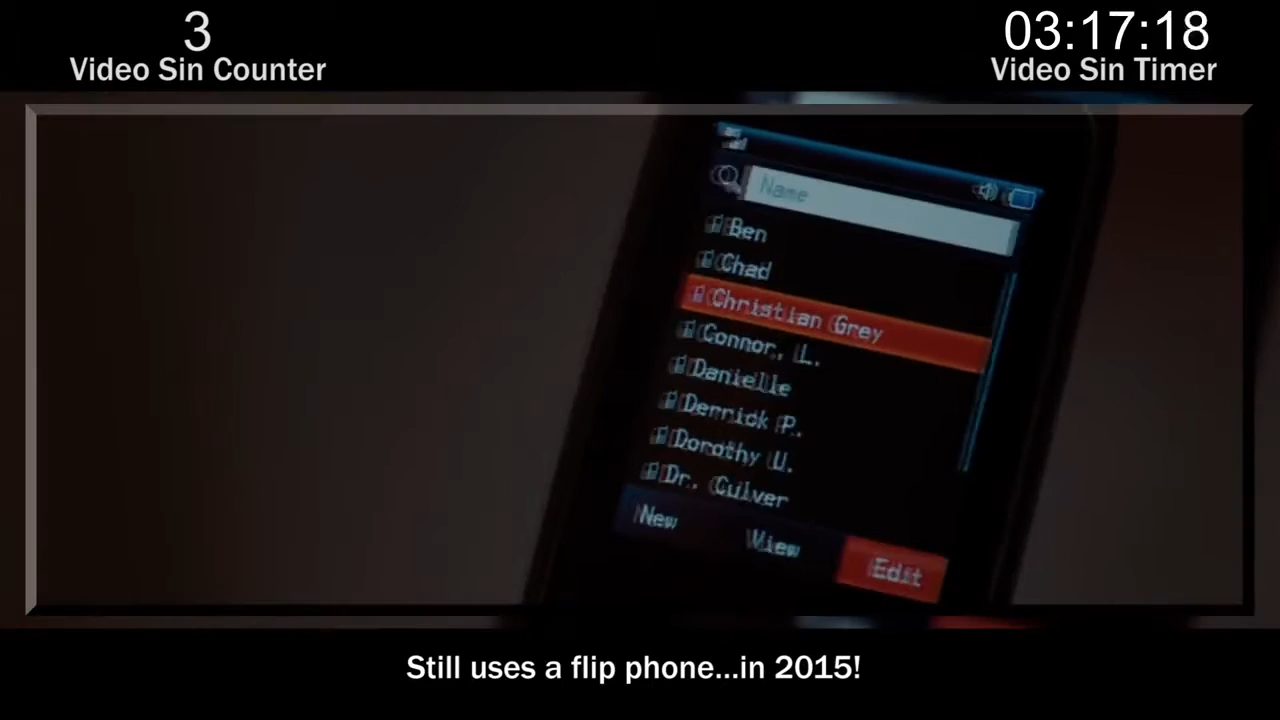 3
Video Sin Counter
03:17:18
Video Sin Timer
Name
Ben
Chad
Christian Grey
Connor, L.
Danielle
Derrick P.
Dorothy U.
Dr. Culver
New View Edit
Still uses a flip phone...in 2015!